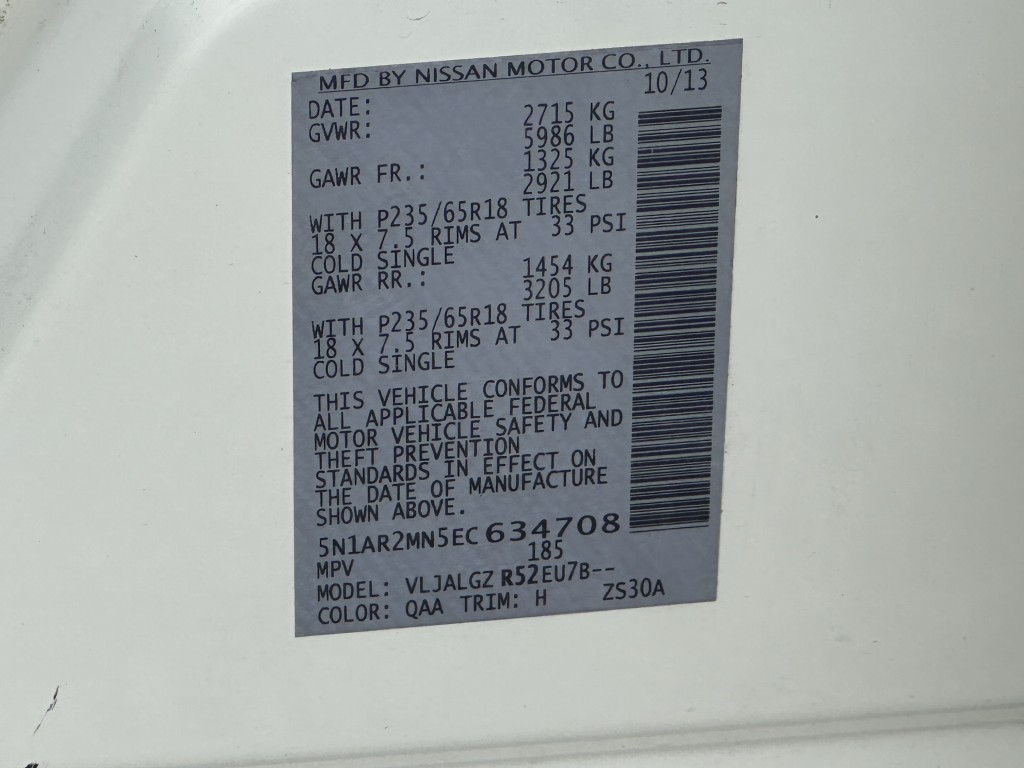 MFD BY NISSAN MOTOR CO., LTD.
DATE: 10/13
GVWR: 2715 KG
5986 LB
GAWR FR.: 1325 KG
2921 LB
WITH P235/65R18 TIRES
18 X 7.5 RIMS AT 33 PSI
COLD SINGLE
GAWR RR.: 1454 KG
3205 LB
WITH P235/65R18 TIRES
18 X 7.5 RIMS AT 33 PSI
COLD SINGLE
THIS VEHICLE CONFORMS TO
ALL APPLICABLE FEDERAL
MOTOR VEHICLE SAFETY AND
THEFT PREVENTION
STANDARDS IN EFFECT ON
THE DATE OF MANUFACTURE
SHOWN ABOVE.
5N1AR2MN5EC634708
MPV 185
MODEL: VLJALGZ R52EU7B--
COLOR: QAA TRIM: H ZS30A